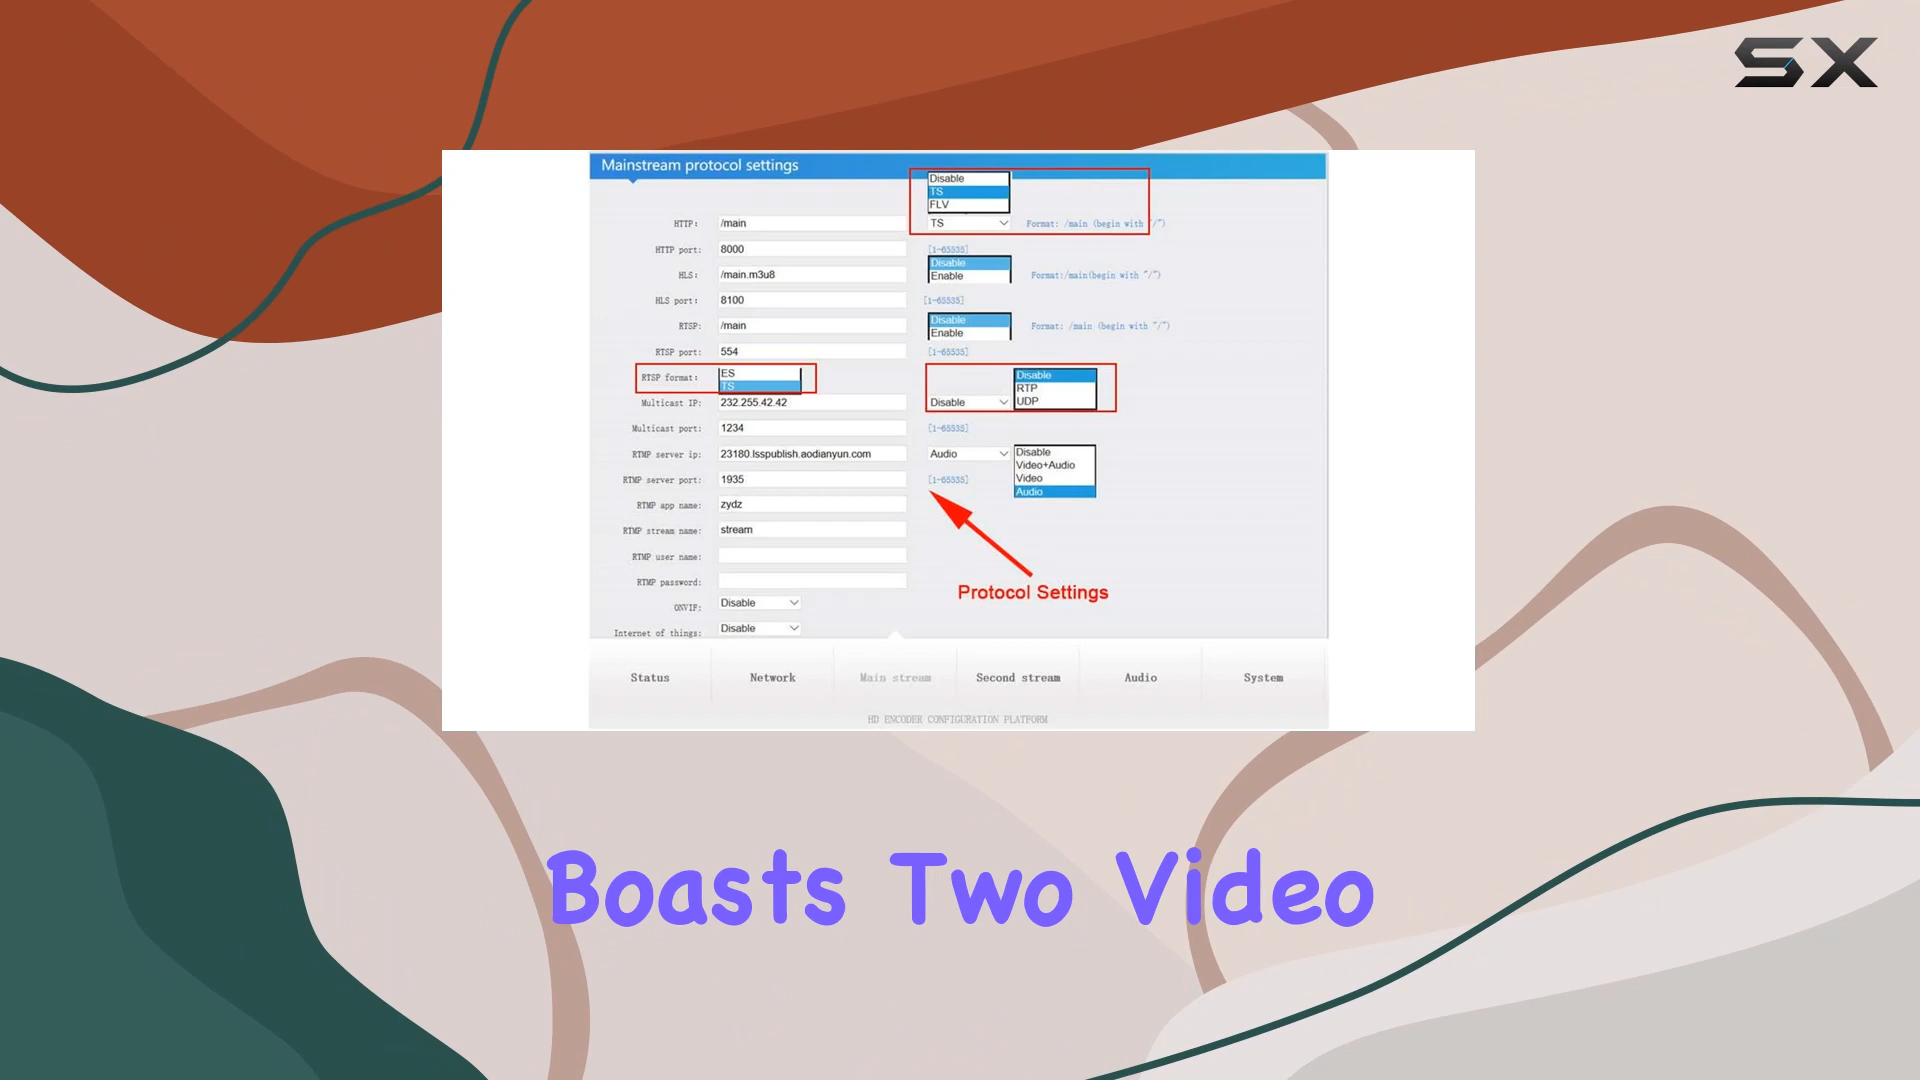 SX
Mainstream protocol settings
Disable
TS
FLV
HTTP: /main TS Format: /main (begin with "/")
HTTP port: 8000 [1-65535]
Disable
HLS: /main.m3u8 Enable Format:/main(begin with "/")
HLS port: 8100 [1-65535]
Disable
RTSP: /main Enable Format: /main (begin with "/")
RTSP port: 554 [1-65535]
RTSP format: ES Disable
TS RTP
Multicast IP: 232.255.42.42 Disable UDP
Multicast port: 1234 [1-65535]
RTMP server ip: 23180.lsspublish.aodianyun.com Audio Disable
Video+Audio
RTMP server port: 1935 [1-65535] Video
Audio
RTMP app name: zydz
RTMP stream name: stream
RTMP user name:
RTMP password:
Protocol Settings
ONVIF: Disable
Internet of things: Disable
Status Network Main stream Second stream Audio System
HD ENCODER CONFIGURATION PLATFORM
Boasts Two Video